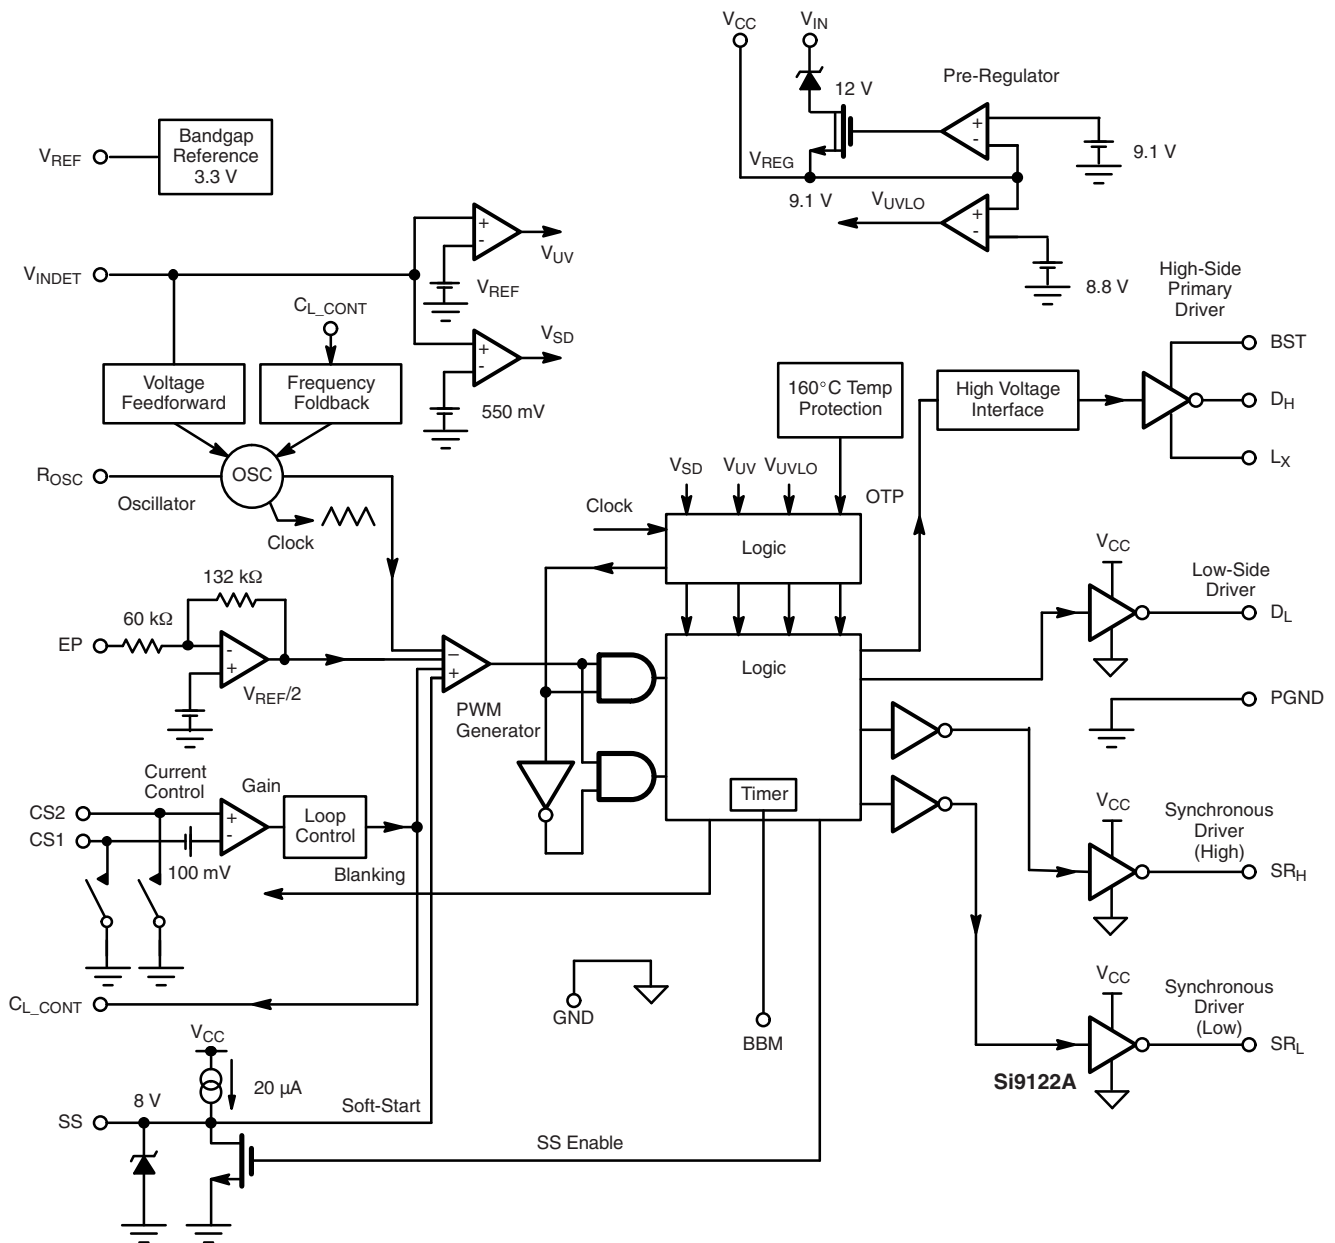 VCC
VIN
Pre-Regulator
12 V
+
-
9.1 V
VREG
9.1 V
VUVLO
+
-
8.8 V
VREF
Bandgap
Reference
3.3 V
VINDET
+
-
VUV
VREF
CL_CONT
VSD
+
-
550 mV
Voltage
Feedforward
Frequency
Foldback
ROSC
OSC
Oscillator
Clock
160°C Temp
Protection
High Voltage
Interface
High-Side
Primary
Driver
BST
DH
LX
VSD
VUV
VUVLO
OTP
Clock
Logic
132 kΩ
60 kΩ
EP
-
+
VREF/2
–
+
PWM
Generator
Logic
Timer
VCC
Low-Side
Driver
DL
PGND
Current
Control
Gain
CS2
CS1
+
-
100 mV
Loop
Control
Blanking
VCC
Synchronous
Driver
(High)
SRH
CL_CONT
GND
BBM
VCC
Synchronous
Driver
(Low)
SRL
Si9122A
VCC
20 μA
8 V
SS
Soft-Start
SS Enable